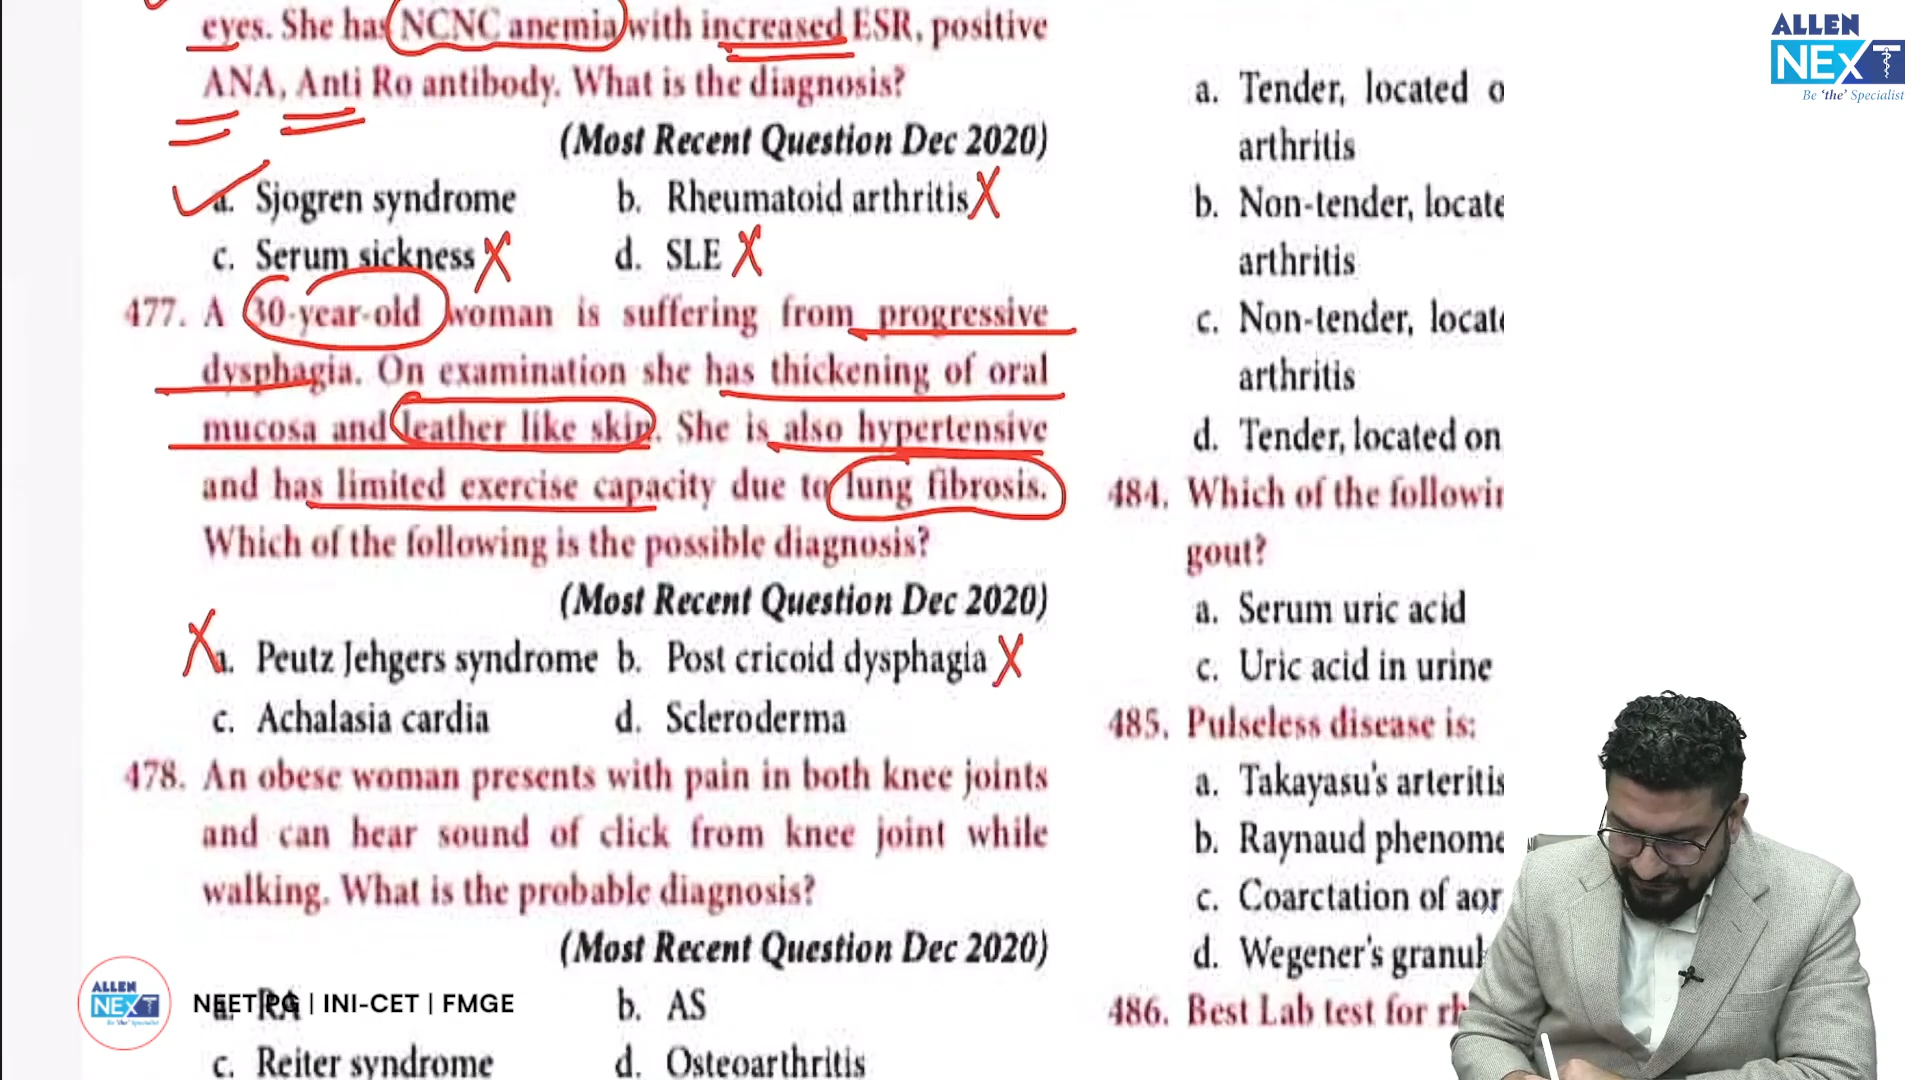 eyes. She has NCNC anemia with increased ESR, positive
ANA, Anti Ro antibody. What is the diagnosis?
(Most Recent Question Dec 2020)
a. Sjogren syndrome b. Rheumatoid arthritis X
c. Serum sickness X d. SLE X
477. A 30-year-old woman is suffering from progressive
dysphagia. On examination she has thickening of oral
mucosa and leather like skin. She is also hypertensive
and has limited exercise capacity due to lung fibrosis.
Which of the following is the possible diagnosis?
(Most Recent Question Dec 2020)
X a. Peutz Jehgers syndrome b. Post cricoid dysphagia X
c. Achalasia cardia d. Scleroderma
478. An obese woman presents with pain in both knee joints
and can hear sound of click from knee joint while
walking. What is the probable diagnosis?
(Most Recent Question Dec 2020)
a. RA b. AS
c. Reiter syndrome d. Osteoarthritis
a. Tender, located
arthritis
b. Non-tender,
arthritis
c. Non-tender,
arthritis
d. Tender, located on
484. Which of the
gout?
a. Serum uric acid
c. Uric acid in urine
485. Pulseless disease is:
a. Takayasu's arteritis
b. Raynaud
c. Coarctation of
d. Wegener's
486. Best Lab test for
ALLEN
NEXT
Be 'the' Specialist
ALLEN
NEXT
Be 'the' Specialist
NEET PG | INI-CET | FMGE